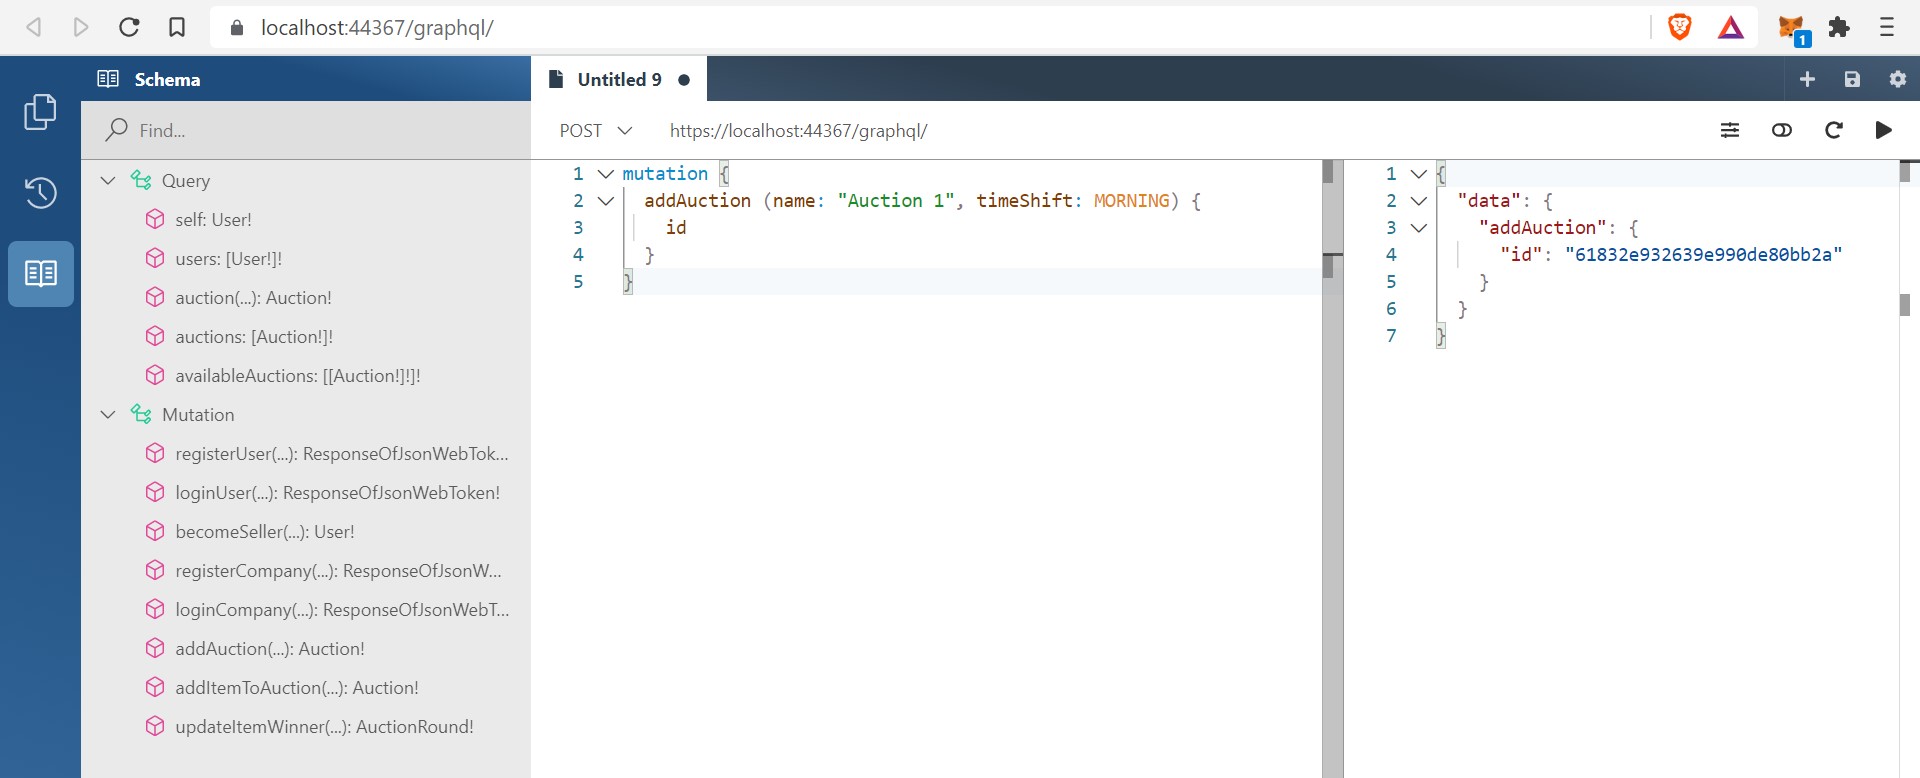 localhost:44367/graphql/
1
Schema
Untitled 9
Find...
POST
https://localhost:44367/graphql/
Query
self: User!
users: [User!]!
auction(...): Auction!
auctions: [Auction!]!
availableAuctions: [[Auction!]!]!
Mutation
registerUser(...): ResponseOfJsonWebTok...
loginUser(...): ResponseOfJsonWebToken!
becomeSeller(...): User!
registerCompany(...): ResponseOfJsonW...
loginCompany(...): ResponseOfJsonWebT...
addAuction(...): Auction!
addItemToAuction(...): Auction!
updateItemWinner(...): AuctionRound!
1 mutation {
2 addAuction (name: "Auction 1", timeShift: MORNING) {
3 id
4 }
5 }
1 {
2 "data": {
3 "addAuction": {
4 "id": "61832e932639e990de80bb2a"
5 }
6 }
7 }